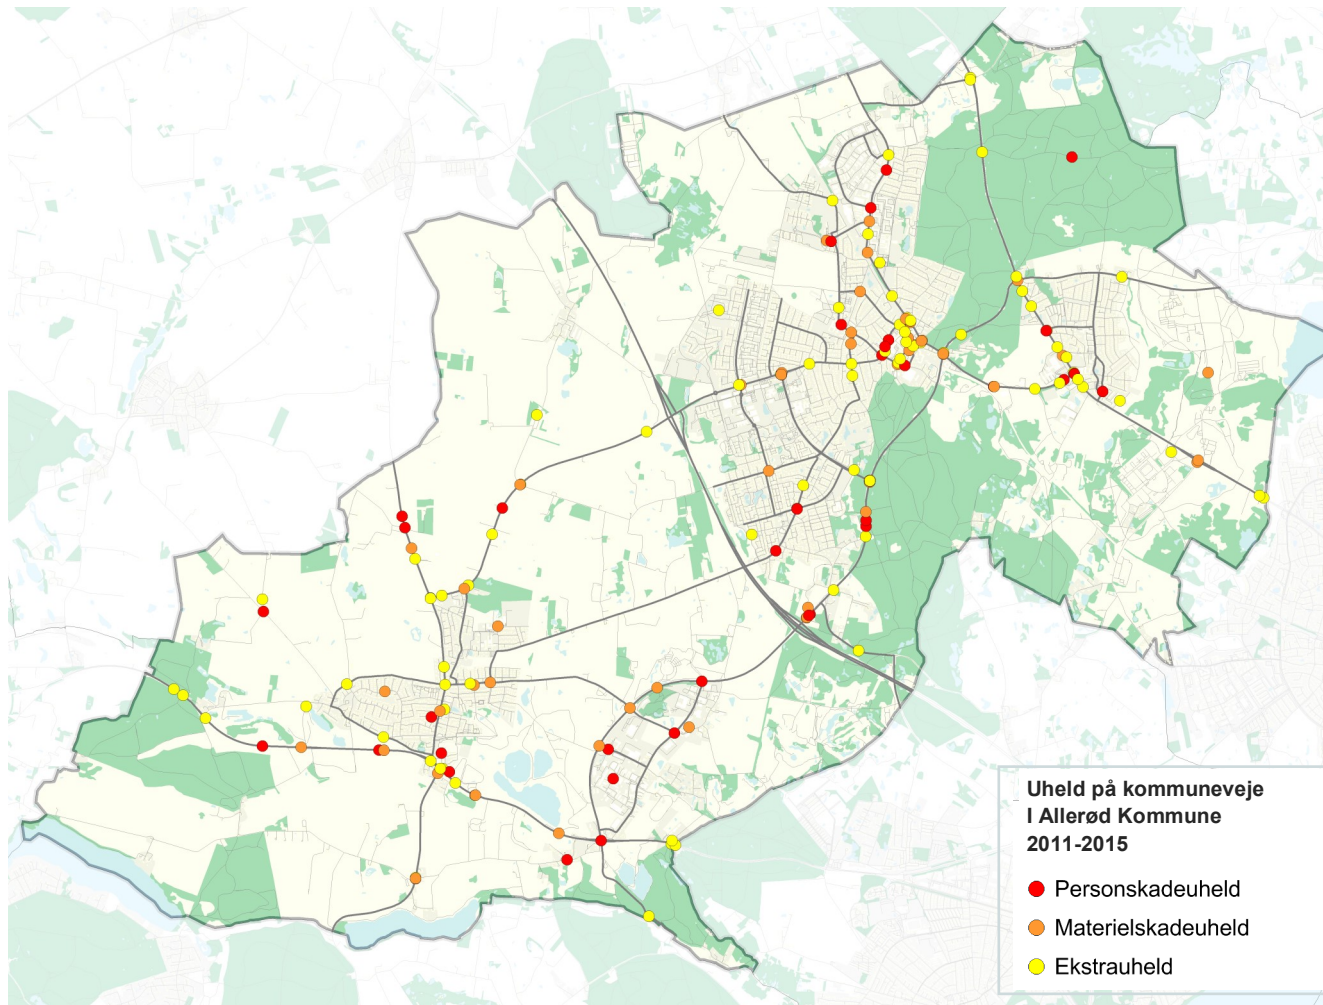 Uheld på kommuneveje
I Allerød Kommune
2011-2015
Personskadeuheld
Materielskadeuheld
Ekstrauheld